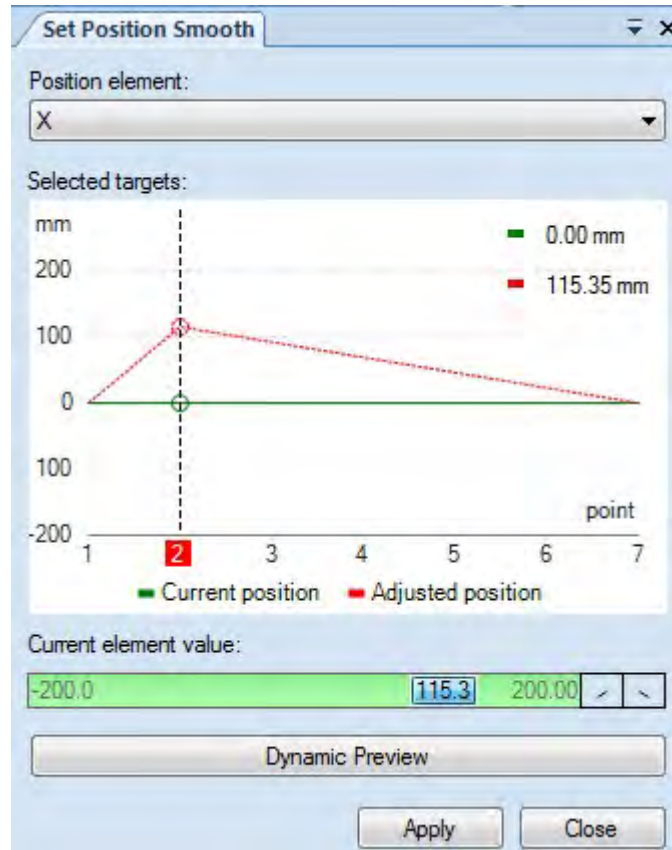 Set Position Smooth
Position element:
X
Selected targets:
mm
0.00 mm
200
115.35 mm
100
0
100
point
-200
1 2 3 4 5 6 7
Current position Adjusted position
Current element value:
-200.0 115.3 200.00
Dynamic Preview
Apply Close